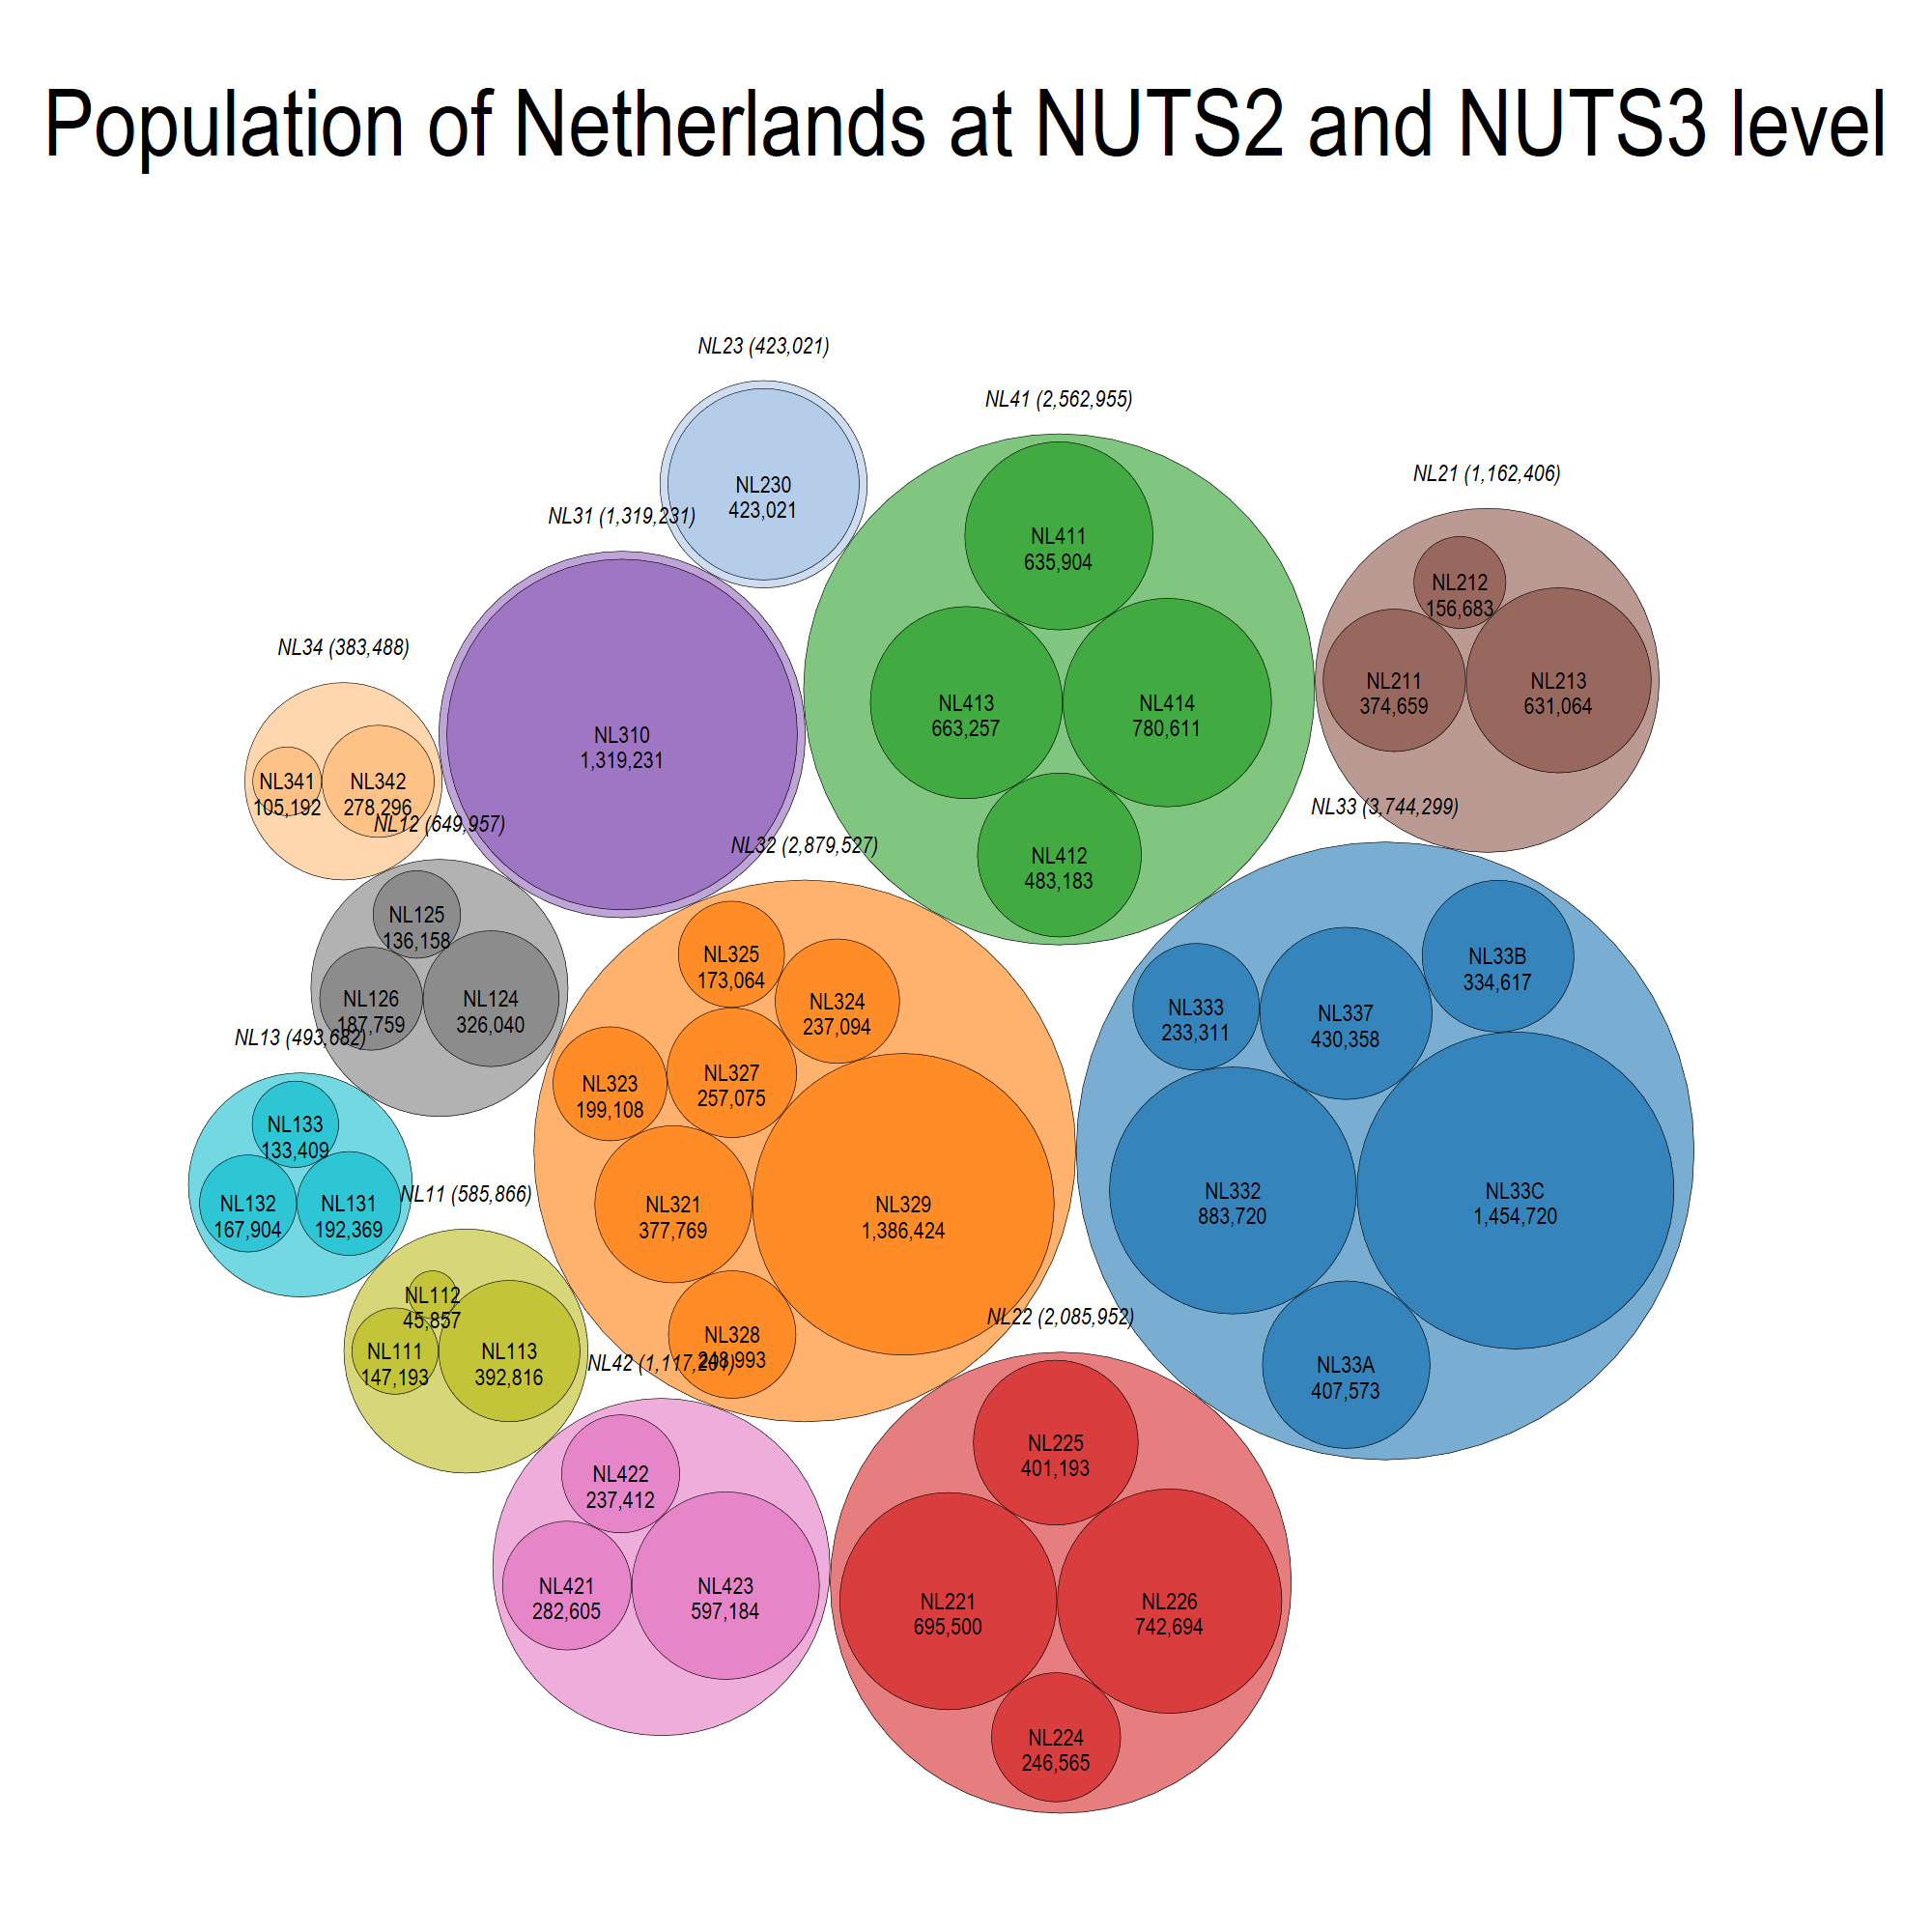 Population of Netherlands at NUTS2 and NUTS3 level
NL23 (423,021)
NL230
423,021
NL41 (2,562,955)
NL411
635,904
NL413
663,257
NL414
780,611
NL412
483,183
NL21 (1,162,406)
NL212
156,683
NL211
374,659
NL213
631,064
NL31 (1,319,231)
NL310
1,319,231
NL34 (383,488)
NL341
105,192
NL342
278,296
NL12 (649,957)
NL125
136,158
NL126
187,759
NL124
326,040
NL32 (2,879,527)
NL325
173,064
NL324
237,094
NL323
199,108
NL327
257,075
NL321
377,769
NL329
1,386,424
NL328
248,993
NL33 (3,744,299)
NL33B
334,617
NL333
233,311
NL337
430,358
NL332
883,720
NL33C
1,454,720
NL33A
407,573
NL13 (493,682)
NL133
133,409
NL132
167,904
NL131
192,369
NL11 (585,866)
NL112
45,857
NL111
147,193
NL113
392,816
NL42 (1,117,201)
NL422
237,412
NL421
282,605
NL423
597,184
NL22 (2,085,952)
NL225
401,193
NL221
695,500
NL226
742,694
NL224
246,565